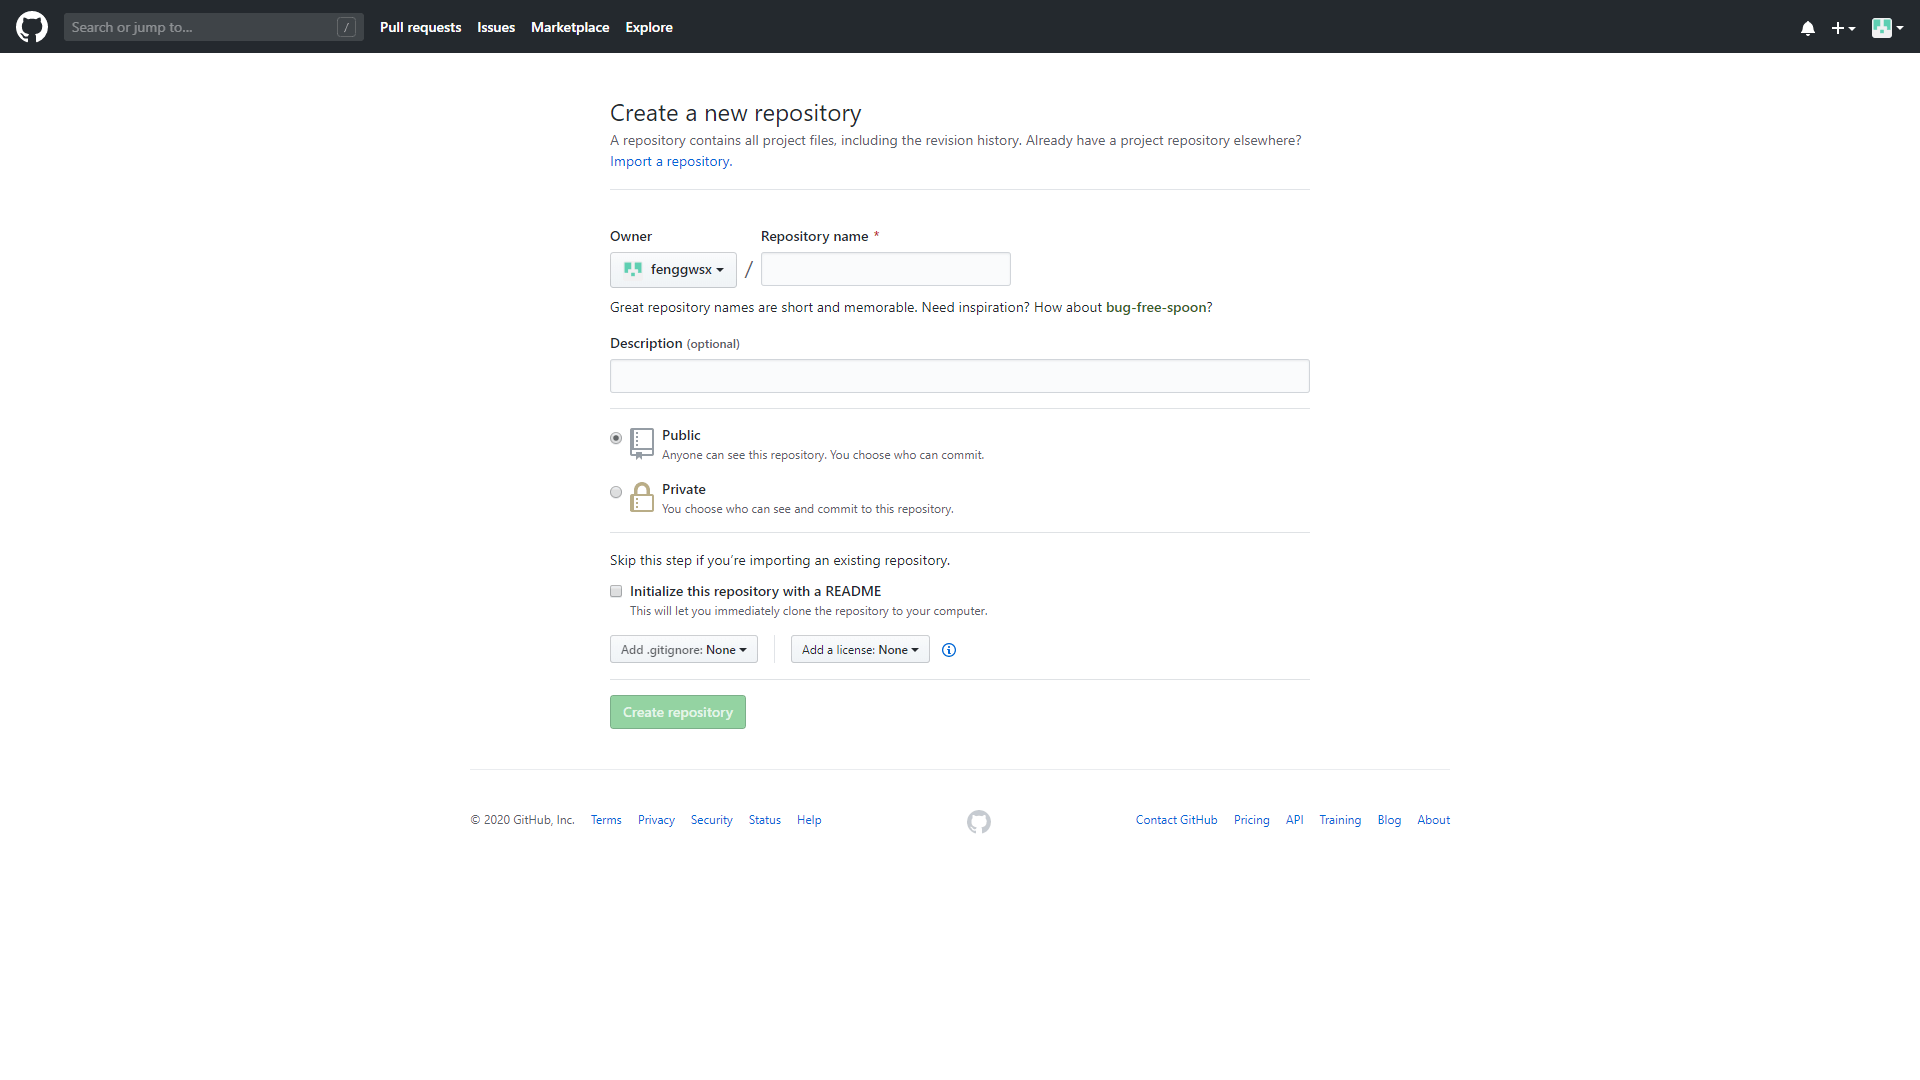 Search or jump to...
/
Pull requests
Issues
Marketplace
Explore
Create a new repository
A repository contains all project files, including the revision history. Already have a project repository elsewhere?
Import a repository.
Owner
Repository name *
fenggwsx
/
Great repository names are short and memorable. Need inspiration? How about bug-free-spoon?
Description (optional)
Public
Anyone can see this repository. You choose who can commit.
Private
You choose who can see and commit to this repository.
Skip this step if you’re importing an existing repository.
Initialize this repository with a README
This will let you immediately clone the repository to your computer.
Add .gitignore: None
Add a license: None
Create repository
© 2020 GitHub, Inc.
Terms
Privacy
Security
Status
Help
Contact GitHub
Pricing
API
Training
Blog
About